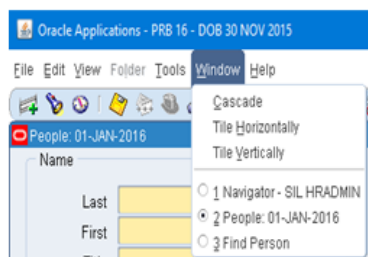 Oracle Applications - PRB 16 - DOB 30 NOV 2015
File Edit View Folder Tools Window Help
Cascade
Tile Horizontally
Tile Vertically
1 Navigator - SIL HRADMIN
2 People: 01-JAN-2016
3 Find Person
People: 01-JAN-2016
Name
Last
First